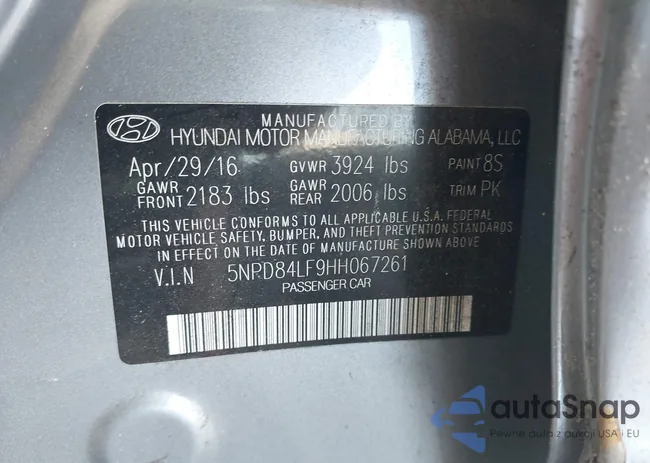 MANUFACTURED BY
HYUNDAI MOTOR MANUFACTURING ALABAMA, LLC
Apr/29/16 GVWR 3924 lbs PAINT 8S
GAWR FRONT 2183 lbs GAWR REAR 2006 lbs TRIM PK
THIS VEHICLE CONFORMS TO ALL APPLICABLE U.S.A. FEDERAL
MOTOR VEHICLE SAFETY, BUMPER, AND THEFT PREVENTION STANDARDS
IN EFFECT ON THE DATE OF MANUFACTURE SHOWN ABOVE.
V.I.N 5NPD84LF9HH067261
PASSENGER CAR
autaSnap
Pewne auta z aukcji USA i EU